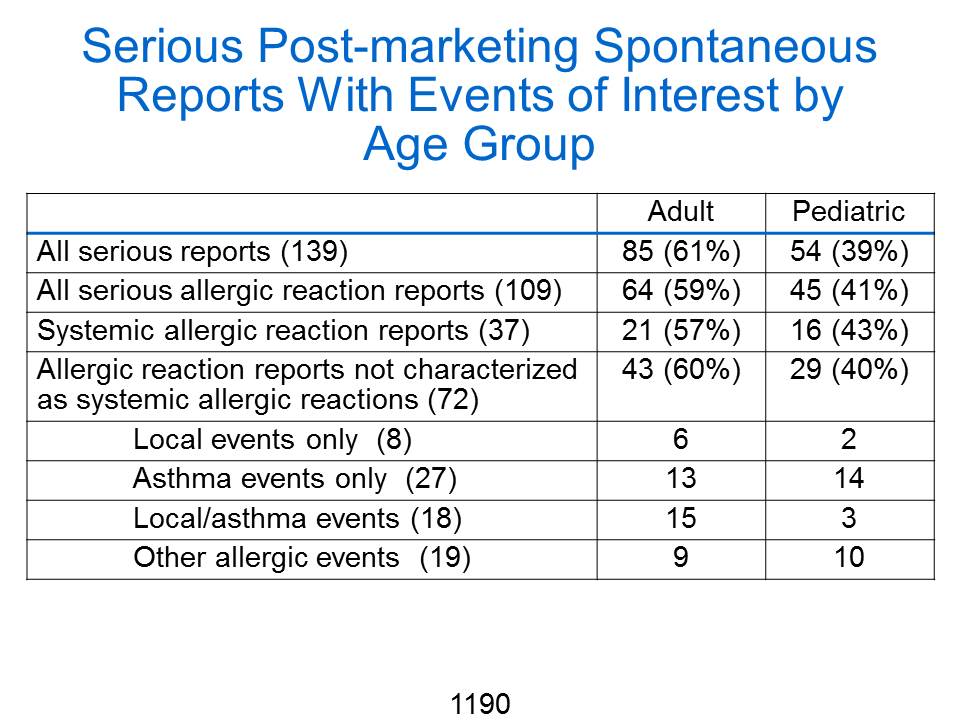 Serious Post-marketing Spontaneous
Reports With Events of Interest by
Age Group
Adult Pediatric
All serious reports (139) 85 (61%) 54 (39%)
All serious allergic reaction reports (109) 64 (59%) 45 (41%)
Systemic allergic reaction reports (37) 21 (57%) 16 (43%)
Allergic reaction reports not characterized 43 (60%) 29 (40%)
as systemic allergic reactions (72)
Local events only (8) 6 2
Asthma events only (27) 13 14
Local/asthma events (18) 15 3
Other allergic events (19) 9 10
1190